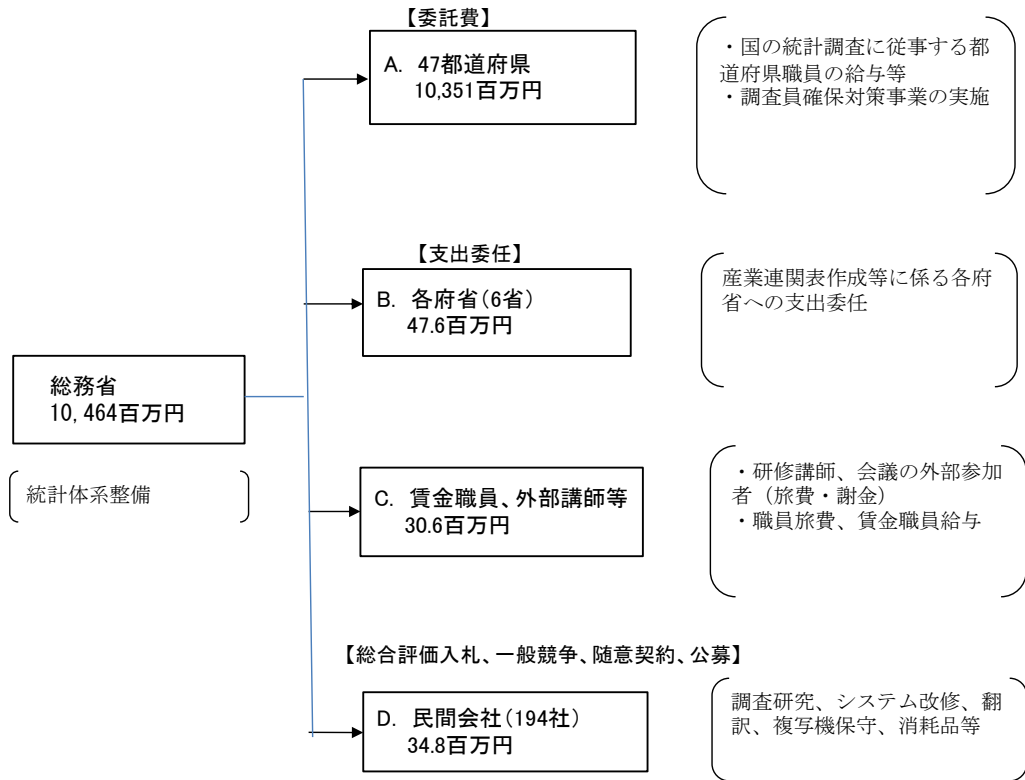 【委託費】
A. 47都道府県
10,351百万円
・国の統計調査に従事する都
道府県職員の給与等
・調査員確保対策事業の実施
【支出委任】
B. 各府省(6省)
47.6百万円
産業連関表作成等に係る各府
省への支出委任
総務省
10,464百万円
統計体系整備
C. 賃金職員、外部講師等
30.6百万円
・研修講師、会議の外部参加
者（旅費・謝金）
・職員旅費、賃金職員給与
【総合評価入札、一般競争、随意契約、公募】
D. 民間会社(194社)
34.8百万円
調査研究、システム改修、翻
訳、複写機保守、消耗品等